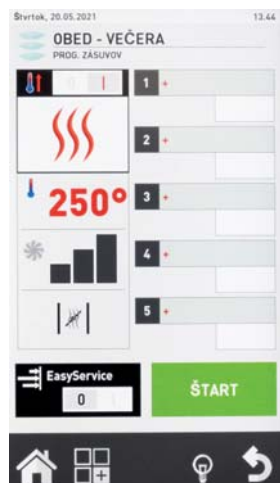 Štvrtok, 20.05.2021 13.44
OBED - VEČERA
PROG. ZÁSUVOV
0 I
1 +
2 +
250°
3 +
4 +
5 +
EasyService
0 I
ŠTART